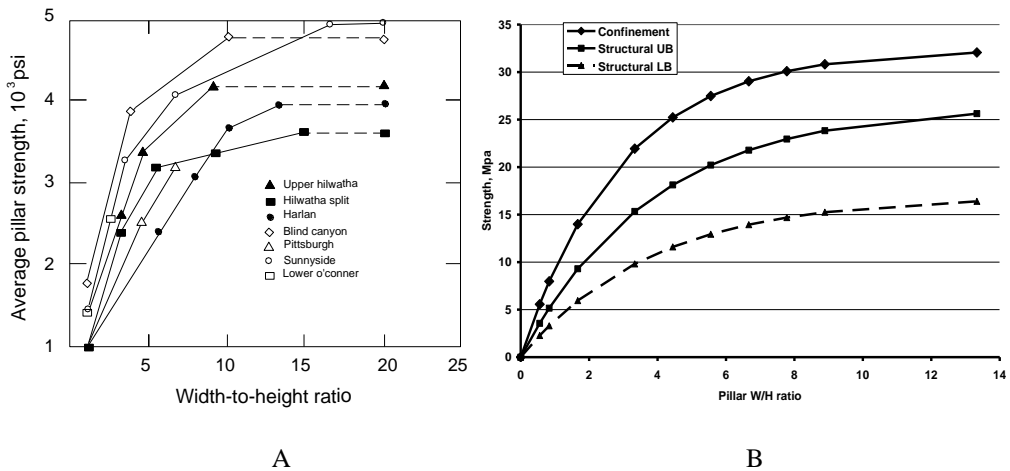 5
4
3
2
1
Average pillar strength, 10³ psi
5
10
15
20
25
Width-to-height ratio
Upper hilwatha
Hilwatha split
Harlan
Blind canyon
Pittsburgh
Sunnyside
Lower o'conner
A
35
30
25
20
15
10
5
0
Strength, Mpa
Confinement
Structural UB
Structural LB
0
2
4
6
8
10
12
14
Pillar W/H ratio
B